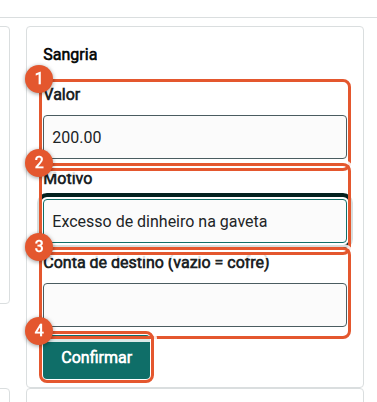 Sangria
1
Valor
200.00
2
Motivo
Excesso de dinheiro na gaveta
3
Conta de destino (vazio = cofre)
4
Confirmar